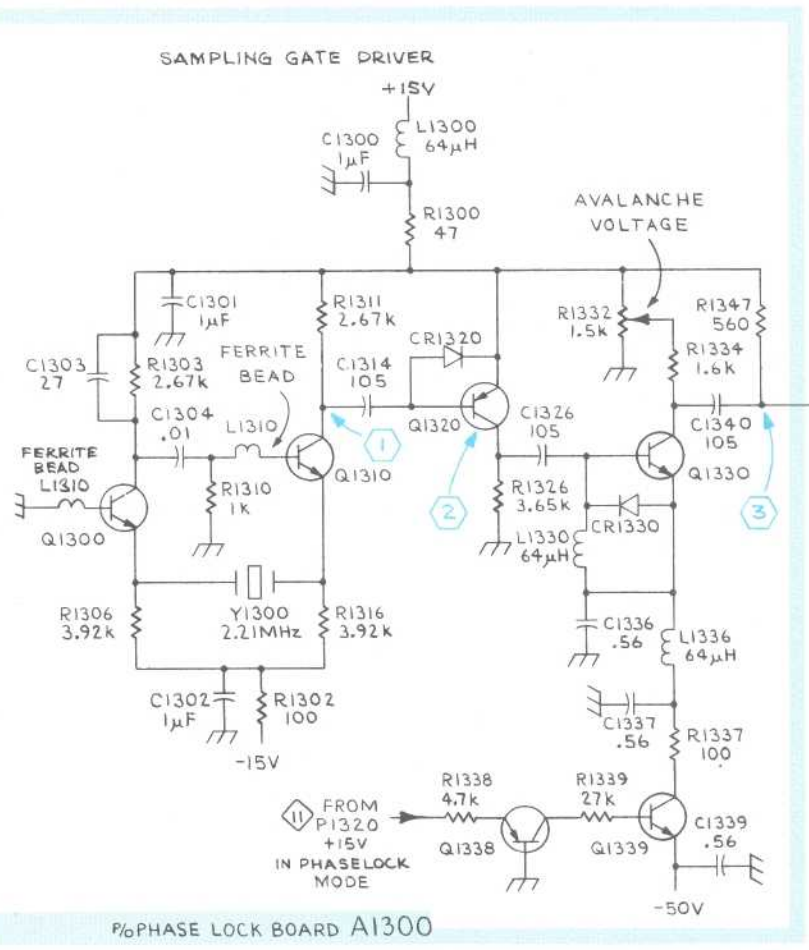 SAMPLING GATE DRIVER
+15V
C1300
1µF
L1300
64µH
R1300
47
AVALANCHE
VOLTAGE
C1301
1µF
R1311
2.67k
CR1320
R1332
1.5k
R1347
560
C1303
27
R1303
2.67k
FERRITE
BEAD
C1314
105
R1334
1.6k
C1304
.01
L1310
Q1320
C1326
105
C1340
105
FERRITE
BEAD
L1310
R1310
1k
Q1310
1
2
3
R1326
3.65k
Q1330
CR1330
Q1300
L1330
64µH
R1306
3.92k
Y1300
2.21MHz
R1316
3.92k
C1336
.56
L1336
64µH
C1302
1µF
R1302
100
C1337
.56
R1337
100
-15V
11
FROM
P1320
+15V
IN PHASELOCK
MODE
R1338
4.7k
R1339
27k
Q1338
Q1339
C1339
.56
-50V
P/O PHASE LOCK BOARD A1300